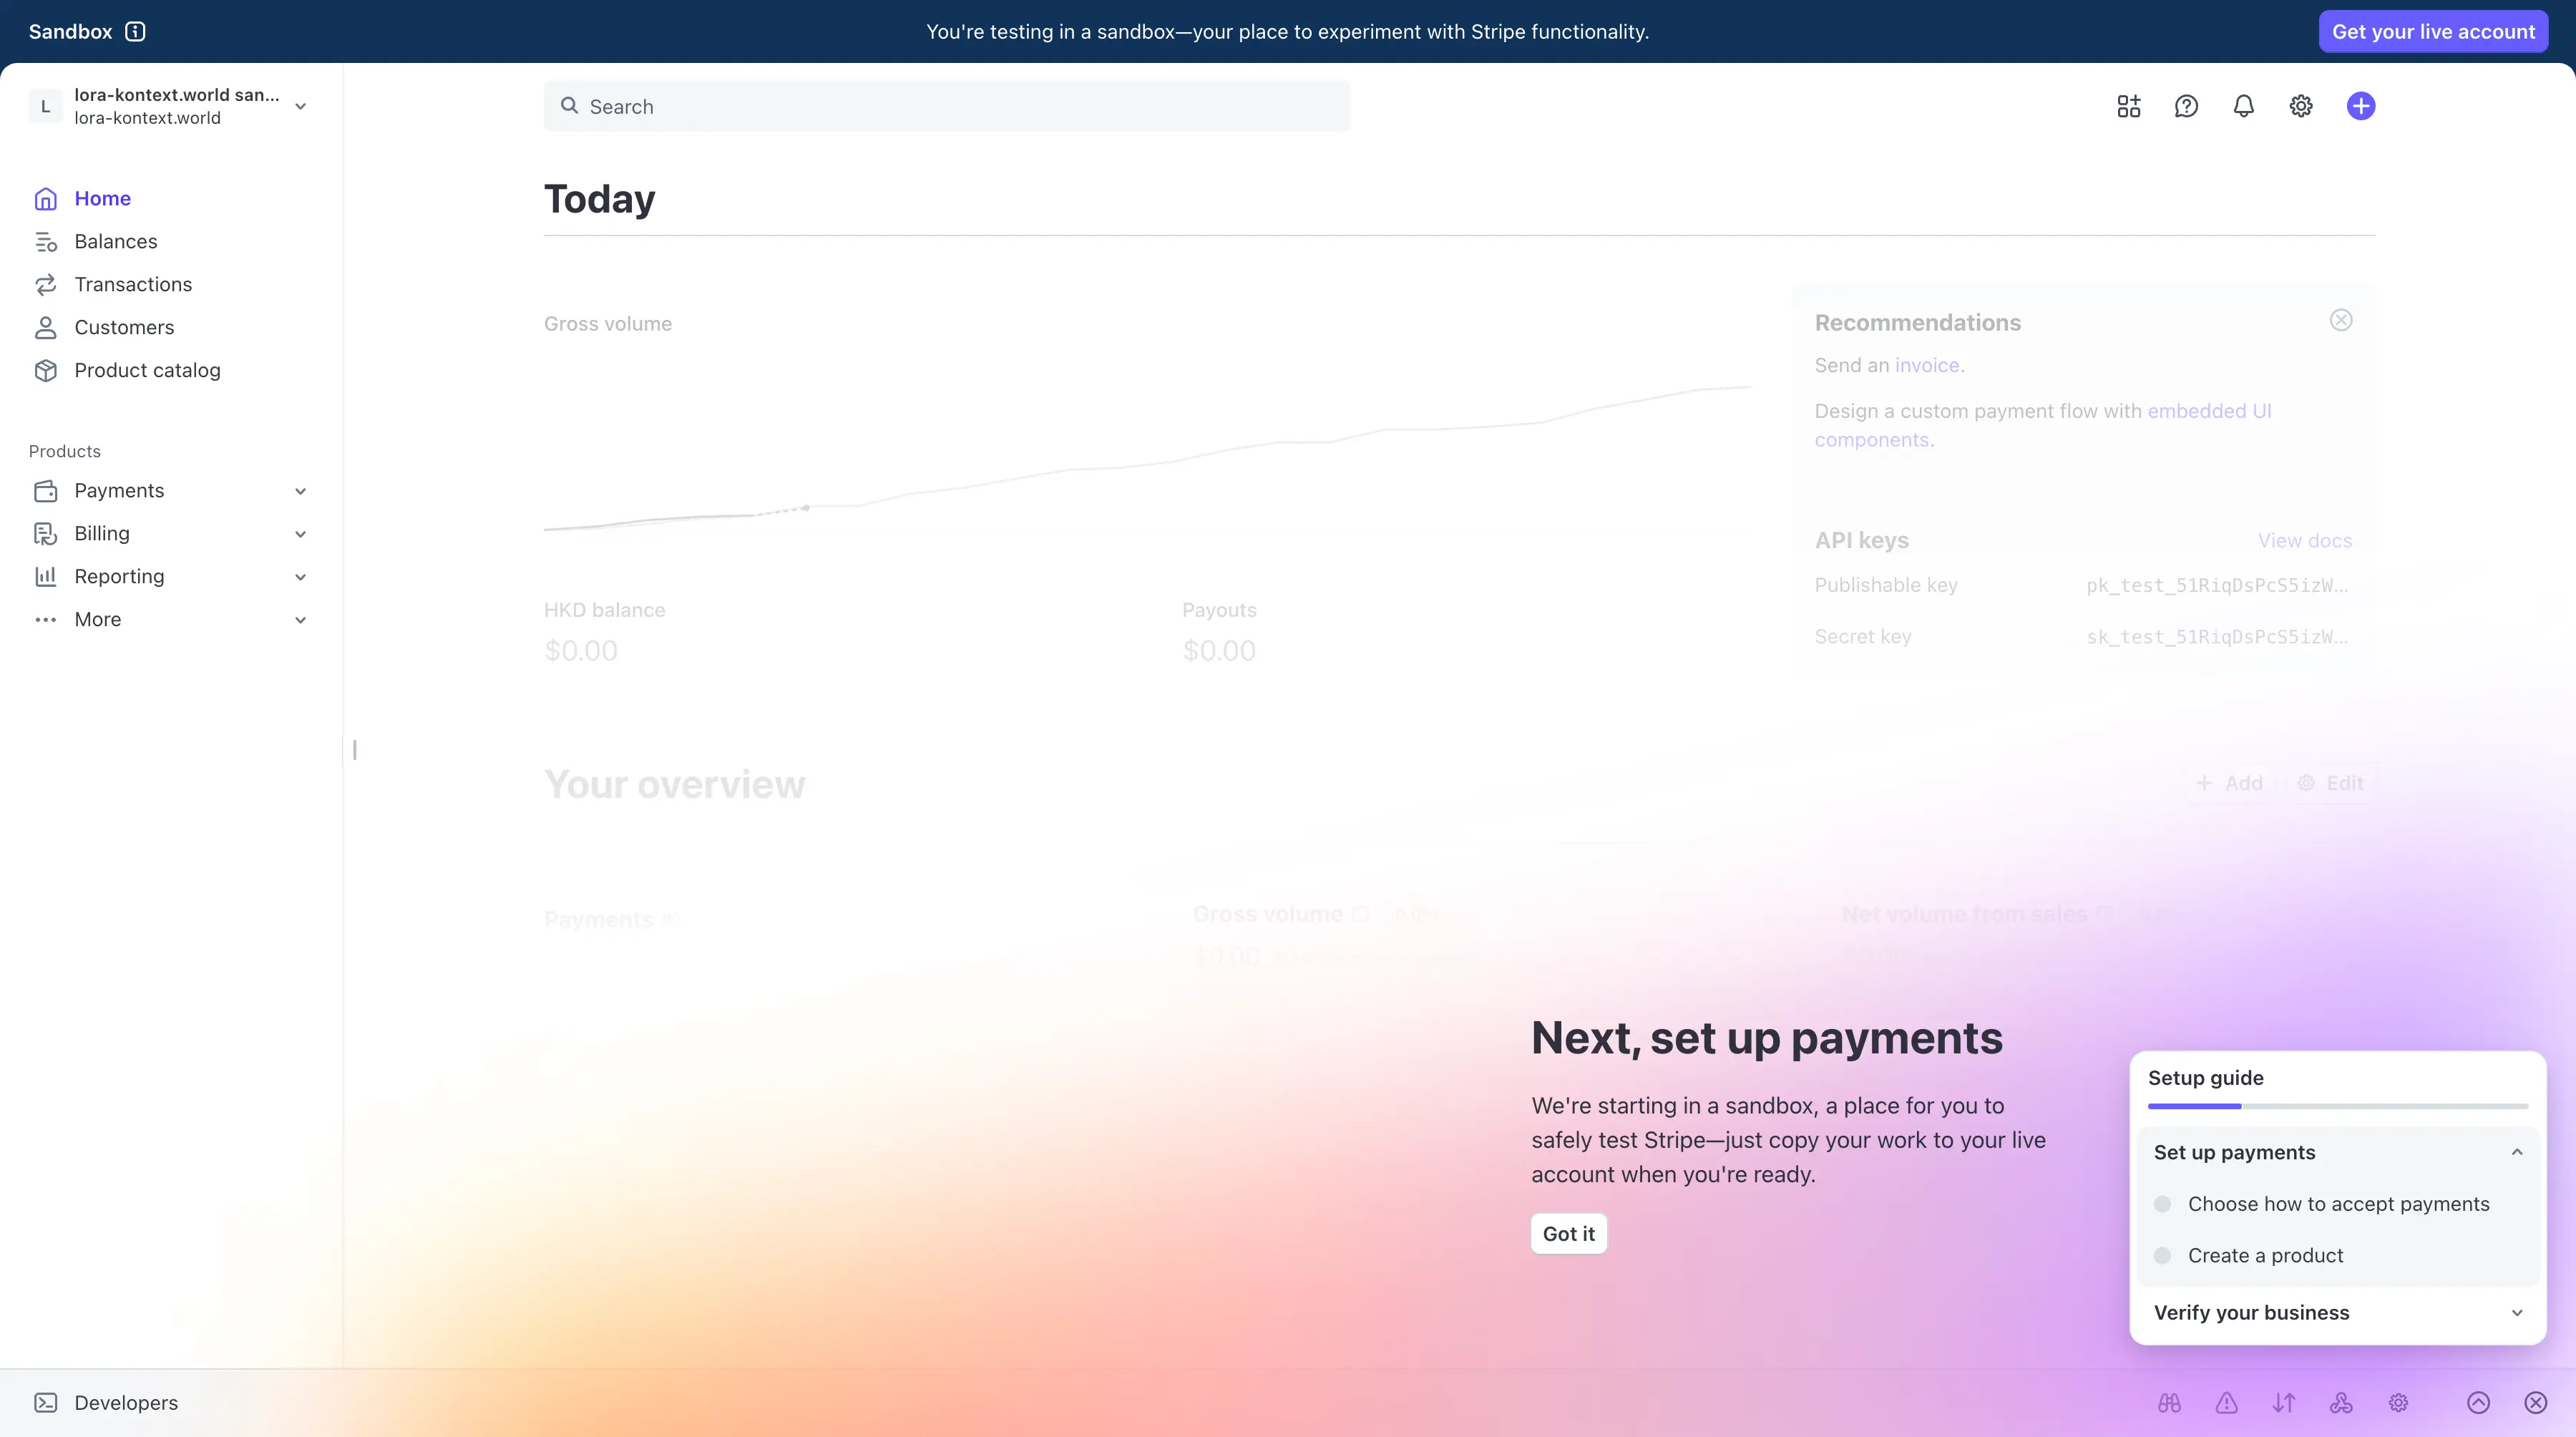 Sandbox
You're testing in a sandbox—your place to experiment with Stripe functionality.
Get your live account
L
lora-kontext.world san...
lora-kontext.world
Search
Home
Balances
Transactions
Customers
Product catalog
Products
Payments
Billing
Reporting
More
Today
Gross volume
HKD balance
$0.00
Payouts
$0.00
Recommendations
Send an invoice.
Design a custom payment flow with embedded UI
components.
API keys
View docs
Publishable key
pk_test_51RiqDsPcS5izW...
Secret key
sk_test_51RiqDsPcS5izW...
Your overview
Add
Edit
Payments
Gross volume
$0.00
Net volume from sales
Next, set up payments
We're starting in a sandbox, a place for you to
safely test Stripe—just copy your work to your live
account when you're ready.
Got it
Setup guide
Set up payments
Choose how to accept payments
Create a product
Verify your business
Developers